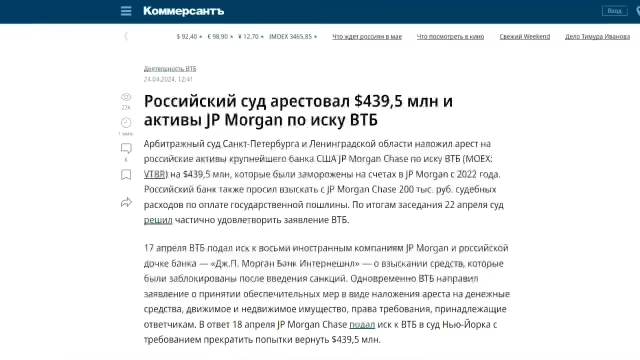 Коммерсантъ
Вход
$ 92,40 € 98,90 ¥ 12,70 IMOEX 3465,85 Что ждет россиян в мае Что посмотреть в кино Свежий Weekend Дело Тимура Иванова
Деятельность ВТБ
24.04.2024, 12:41
Российский суд арестовал $439,5 млн и
активы JP Morgan по иску ВТБ
22K
1 мин
6
Арбитражный суд Санкт-Петербурга и Ленинградской области наложил арест на
российские активы крупнейшего банка США JP Morgan Chase по иску ВТБ (MOEX:
VTBR) на $439,5 млн, которые были заморожены на счетах в JP Morgan с 2022 года.
Российский банк также просил взыскать с JP Morgan Chase 200 тыс. руб. судебных
расходов по оплате государственной пошлины. По итогам заседания 22 апреля суд
решил частично удовлетворить заявление ВТБ.
17 апреля ВТБ подал иск к восьми иностранным компаниям JP Morgan и российской
дочке банка — «Дж.П. Морган Банк Интернешнл» — о взыскании средств, которые
были заблокированы после введения санкций. Одновременно ВТБ направил
заявление о принятии обеспечительных мер в виде наложения ареста на денежные
средства, движимое и недвижимое имущество, права требования, принадлежащие
ответчикам. В ответ 18 апреля JP Morgan Chase подал иск к ВТБ в суд Нью-Йорка с
требованием прекратить попытки вернуть $439,5 млн.